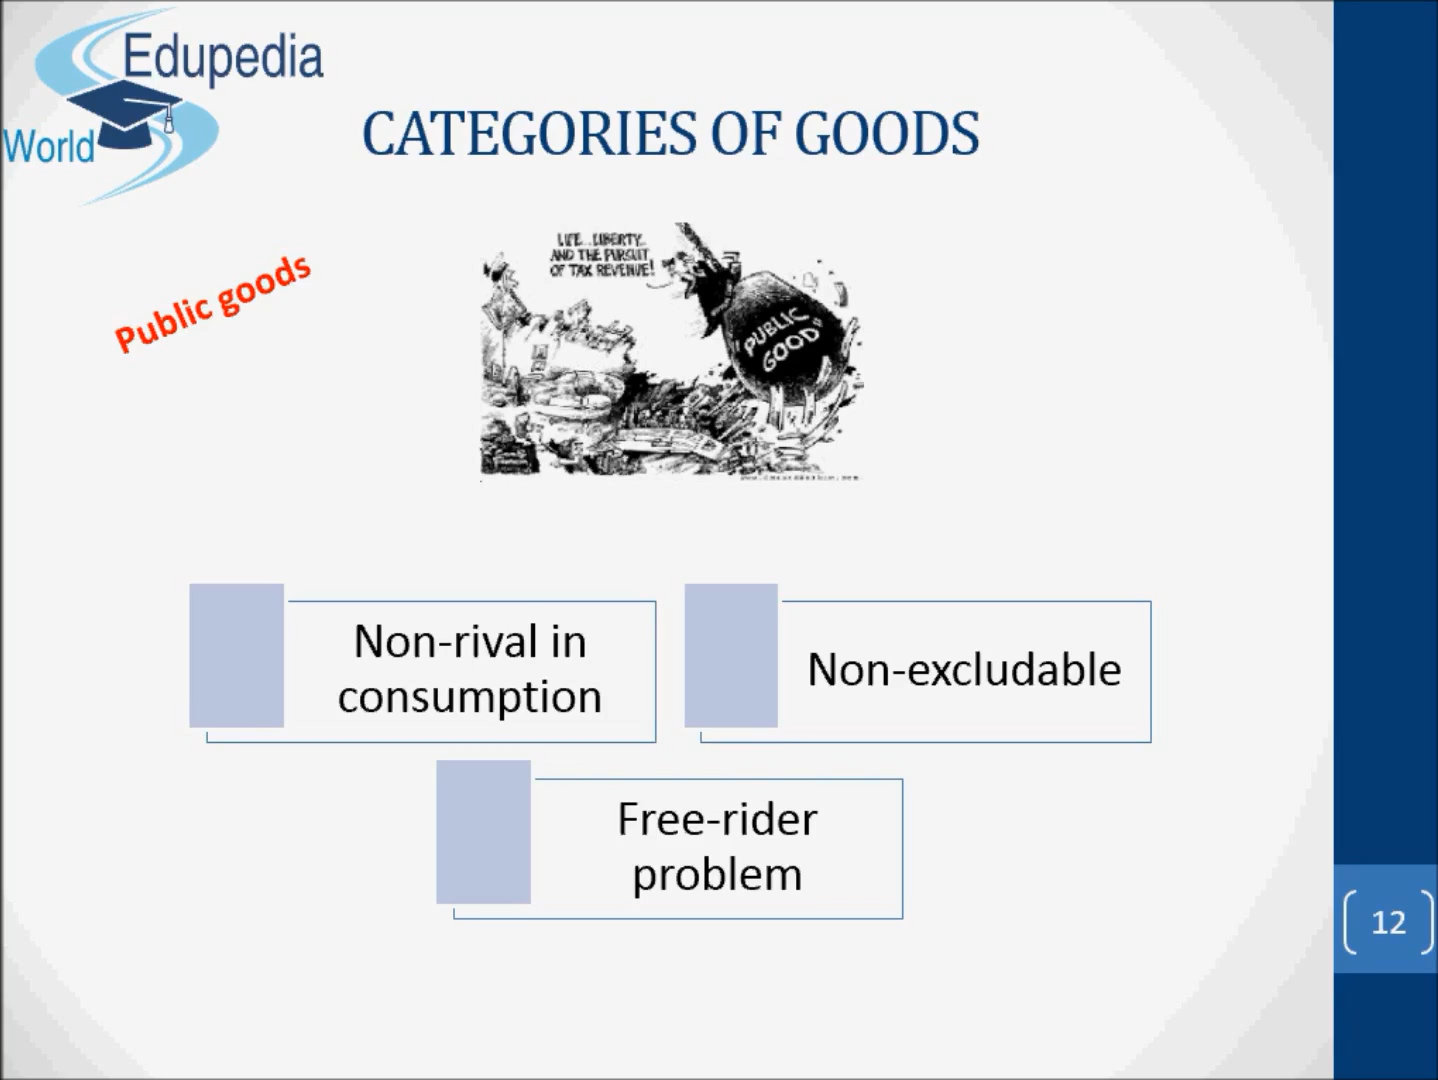 Edupedia
World
CATEGORIES OF GOODS
Public goods
LIFE...LIBERTY...
AND THE PURSUIT
OF TAX REVENUE!
"PUBLIC
GOOD"
Non-rival in
consumption
Non-excludable
Free-rider
problem
12